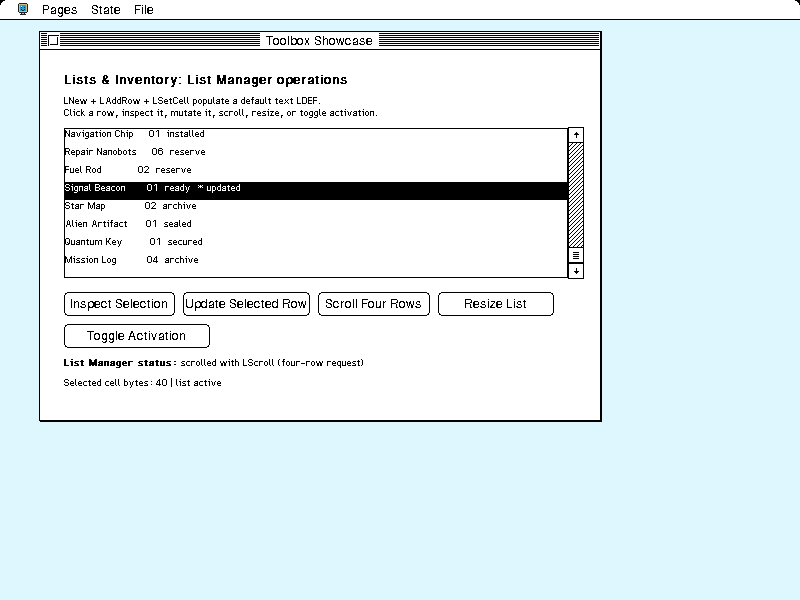 Pages State File
Toolbox Showcase
Lists & Inventory: List Manager operations
LNew + LAddRow + LSetCell populate a default text LDEF.
Click a row, inspect it, mutate it, scroll, resize, or toggle activation.
Navigation Chip 01 installed
Repair Nanobots 06 reserve
Fuel Rod 02 reserve
Signal Beacon 01 ready * updated
Star Map 02 archive
Alien Artifact 01 sealed
Quantum Key 01 secured
Mission Log 04 archive
Inspect Selection Update Selected Row Scroll Four Rows Resize List
Toggle Activation
List Manager status: scrolled with LScroll (four-row request)
Selected cell bytes: 40 | list active